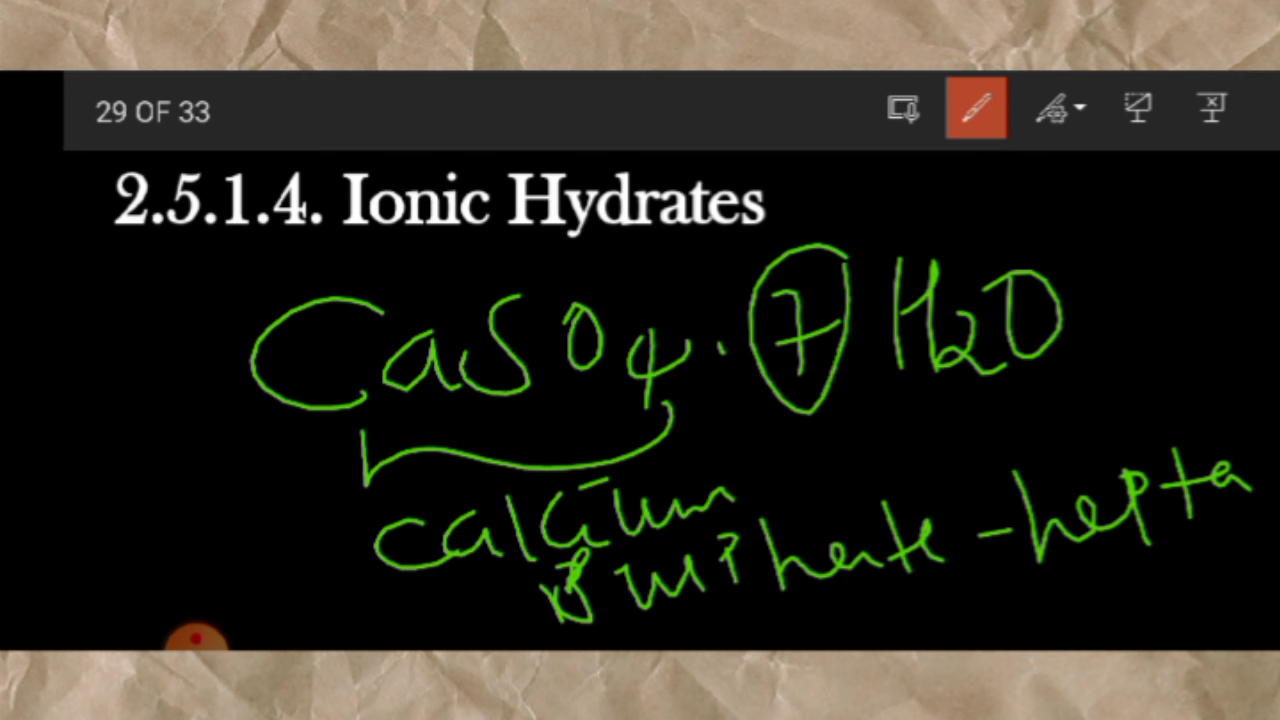 29 OF 33
2.5.1.4. Ionic Hydrates
CaSO4 . 7 H2O
calcium
sulphate - hepta